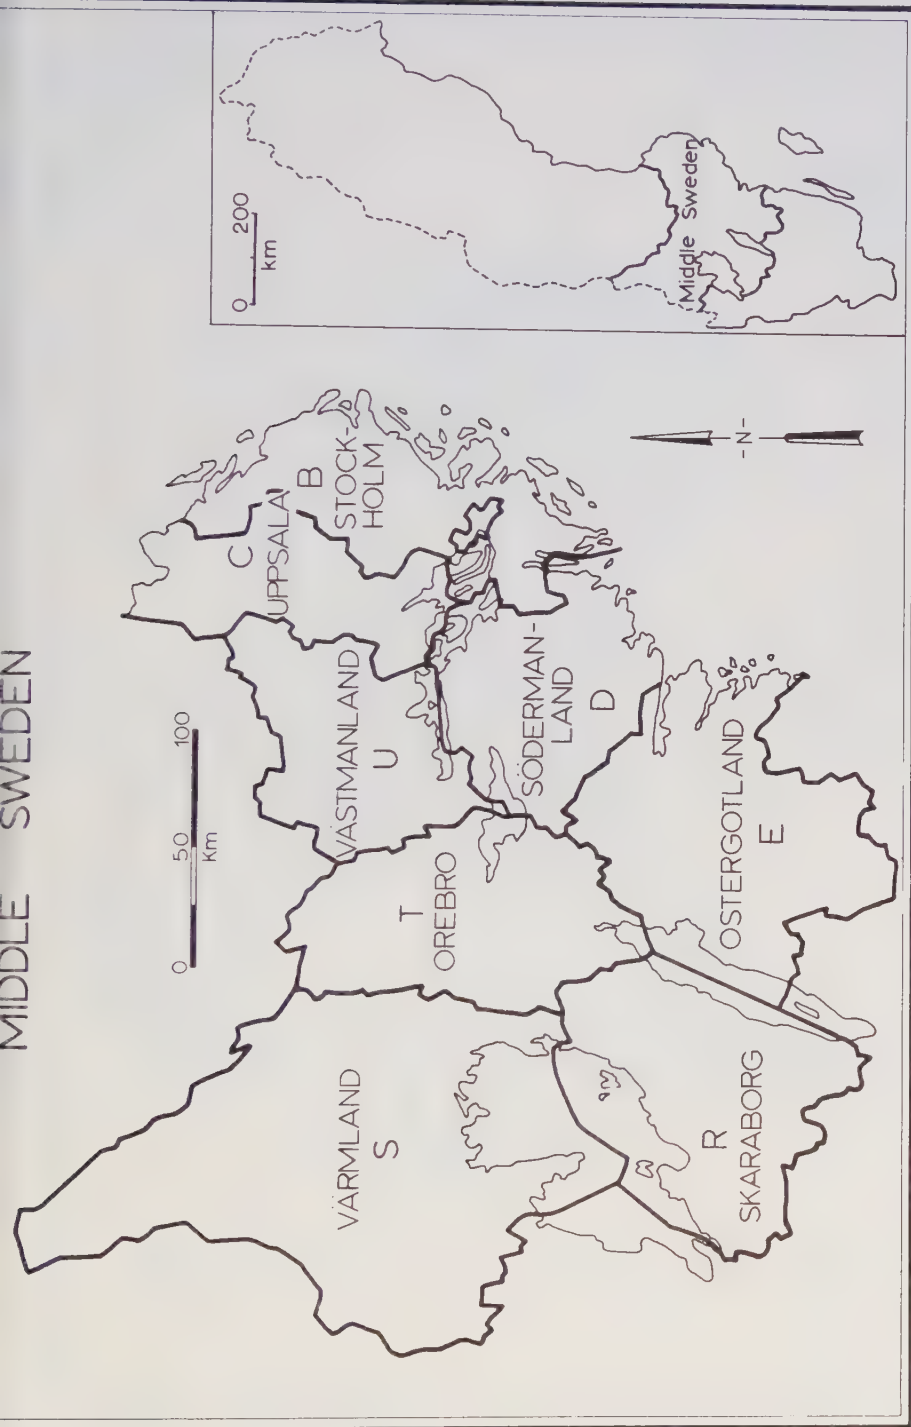 MIDDLE SWEDEN
0 50 100
Km
VÄRMLAND
S
T
OREBRO
VÄSTMANLAND
U
C
UPPSALA
B
STOCK-
HOLM
SÖDERMAN-
LAND
D
OSTERGOTLAND
E
R
SKARABORG
-N-
0 200
km
Middle Sweden